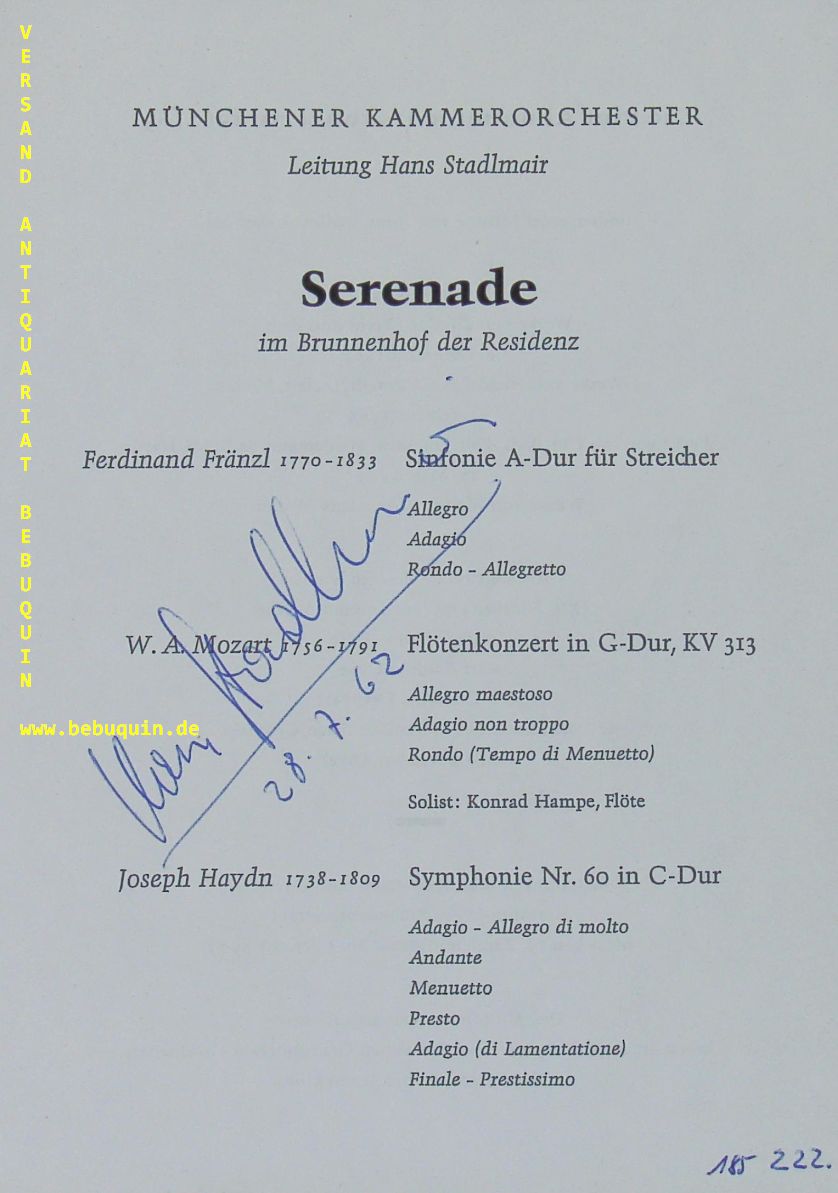 VERSAND ANTIQUARIAT BEBUQUIN
www.bebuquin.de
MÜNCHENER KAMMERORCHESTER
Leitung Hans Stadlmair
Serenade
im Brunnenhof der Residenz
Ferdinand Fränzl 1770-1833 Sinfonie A-Dur für Streicher
Allegro
Adagio
Rondo - Allegretto
Hans Stadlmair
28. 7. 62
W. A. Mozart 1756-1791 Flötenkonzert in G-Dur, KV 313
Allegro maestoso
Adagio non troppo
Rondo (Tempo di Menuetto)
Solist: Konrad Hampe, Flöte
Joseph Haydn 1738-1809 Symphonie Nr. 60 in C-Dur
Adagio - Allegro di molto
Andante
Menuetto
Presto
Adagio (di Lamentatione)
Finale - Prestissimo
185 222.